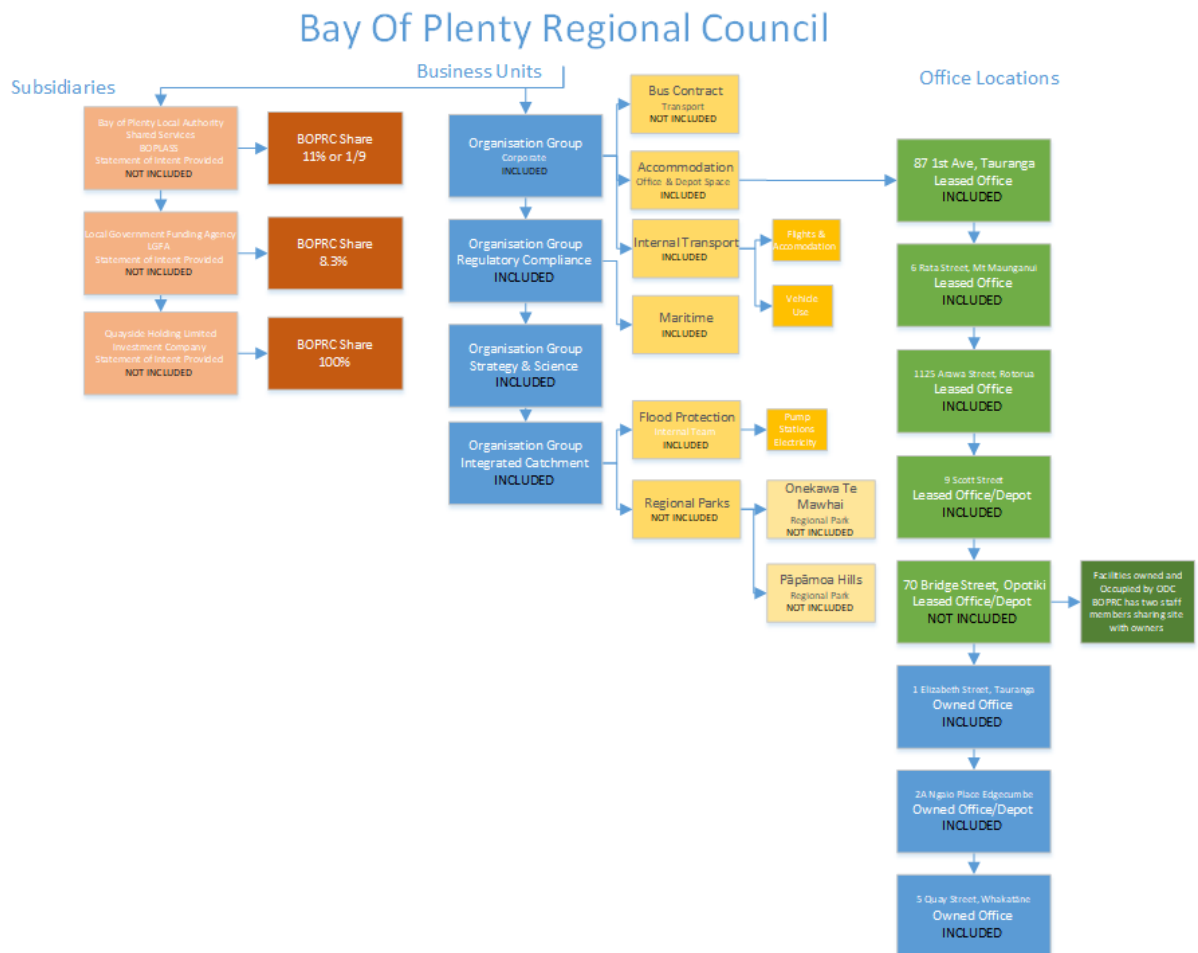 Bay Of Plenty Regional Council
Subsidiaries
Business Units
Office Locations
Bay of Plenty Local Authority
Shared Services
BOPLASS
Statement of Intent Provided
NOT INCLUDED
BOPRC Share
11% or 1/9
Local Government Funding Agency
LGFA
Statement of Intent Provided
NOT INCLUDED
BOPRC Share
8.3%
Quayside Holding Limited
Investment Company
Statement of Intent Provided
NOT INCLUDED
BOPRC Share
100%
Organisation Group
Corporate
INCLUDED
Organisation Group
Regulatory Compliance
INCLUDED
Organisation Group
Strategy & Science
INCLUDED
Organisation Group
Integrated Catchment
INCLUDED
Bus Contract
Transport
NOT INCLUDED
Accommodation
Office & Depot Space
INCLUDED
Internal Transport
INCLUDED
Flights &
Accomodation
Vehicle
Use
Maritime
INCLUDED
Flood Protection
Internal Team
INCLUDED
Pump
Stations
Electricity
Regional Parks
NOT INCLUDED
Onekawa Te
Mawhai
Regional Park
NOT INCLUDED
Pāpāmoa Hills
Regional Park
NOT INCLUDED
87 1st Ave, Tauranga
Leased Office
INCLUDED
6 Rata Street, Mt Maunganui
Leased Office
INCLUDED
1125 Arawa Street, Rotorua
Leased Office
INCLUDED
9 Scott Street
Leased Office/Depot
INCLUDED
70 Bridge Street, Opotiki
Leased Office/Depot
NOT INCLUDED
Facilities owned and
Occupied by ODC
BOPRC has two staff
members sharing site
with owners
1 Elizabeth Street, Tauranga
Owned Office
INCLUDED
2A Ngaio Place Edgecumbe
Owned Office/Depot
INCLUDED
5 Quay Street, Whakatāne
Owned Office
INCLUDED